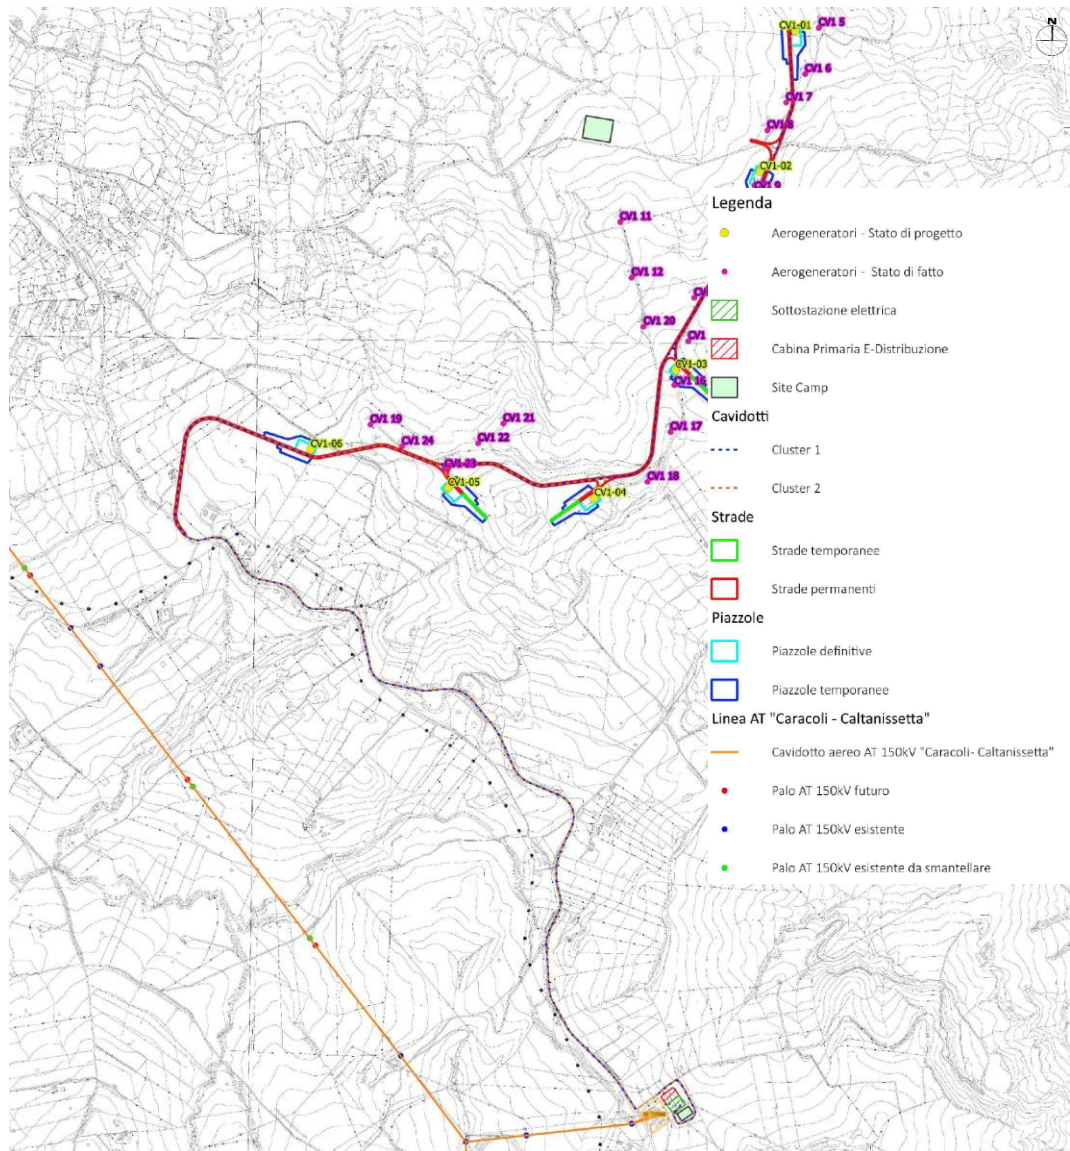 N
CV1-01
CV1 5
CV1 6
CV1 7
CV1 8
CV1-02
CV1 9
CV1 11
CV1 12
CV1 20
CV1-03
CV1 16
CV1 17
CV1 18
CV1 19
CV1 21
CV1 22
CV1 24
CV1-06
CV1-23
CV1-05
CV1-04
Legenda
Aerogeneratori - Stato di progetto
Aerogeneratori - Stato di fatto
Sottostazione elettrica
Cabina Primaria E-Distribuzione
Site Camp
Cavidotti
Cluster 1
Cluster 2
Strade
Strade temporanee
Strade permanenti
Piazzole
Piazzole definitive
Piazzole temporanee
Linea AT "Caracoli - Caltanissetta"
Cavidotto aereo AT 150kV "Caracoli- Caltanissetta"
Palo AT 150kV futuro
Palo AT 150kV esistente
Palo AT 150kV esistente da smantellare